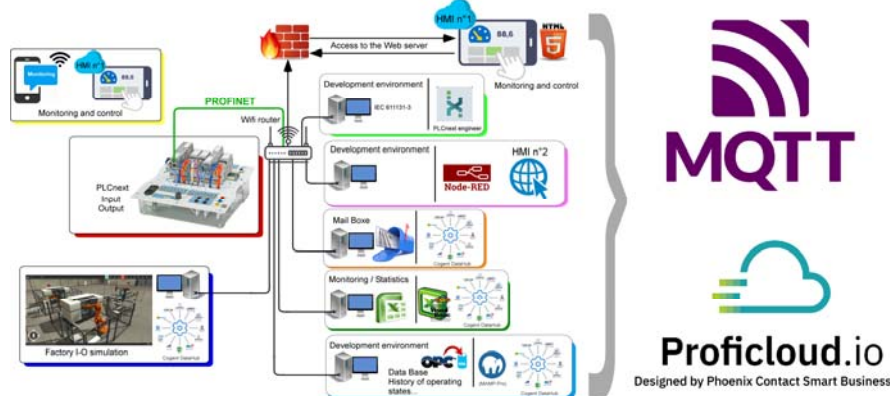 HMI n°1
HTML
5
88,6
Access to the Web server
Monitoring
HMI n°1
88,6
Monitoring and control
Monitoring and control
PROFINET
Wifi router
Development environment
IEC 611131-3
PLCnext engineer
PLCnext
Input
Output
Development environment
Node-RED
HMI n°2
Mail Boxe
Cogent DataHub
Monitoring / Statistics
Cogent DataHub
Factory I-O simulation
Cogent DataHub
Development environment
OPC
Data Base
History of operating
states...
Cogent DataHub
MQTT
Proficloud.io
Designed by Phoenix Contact Smart Business